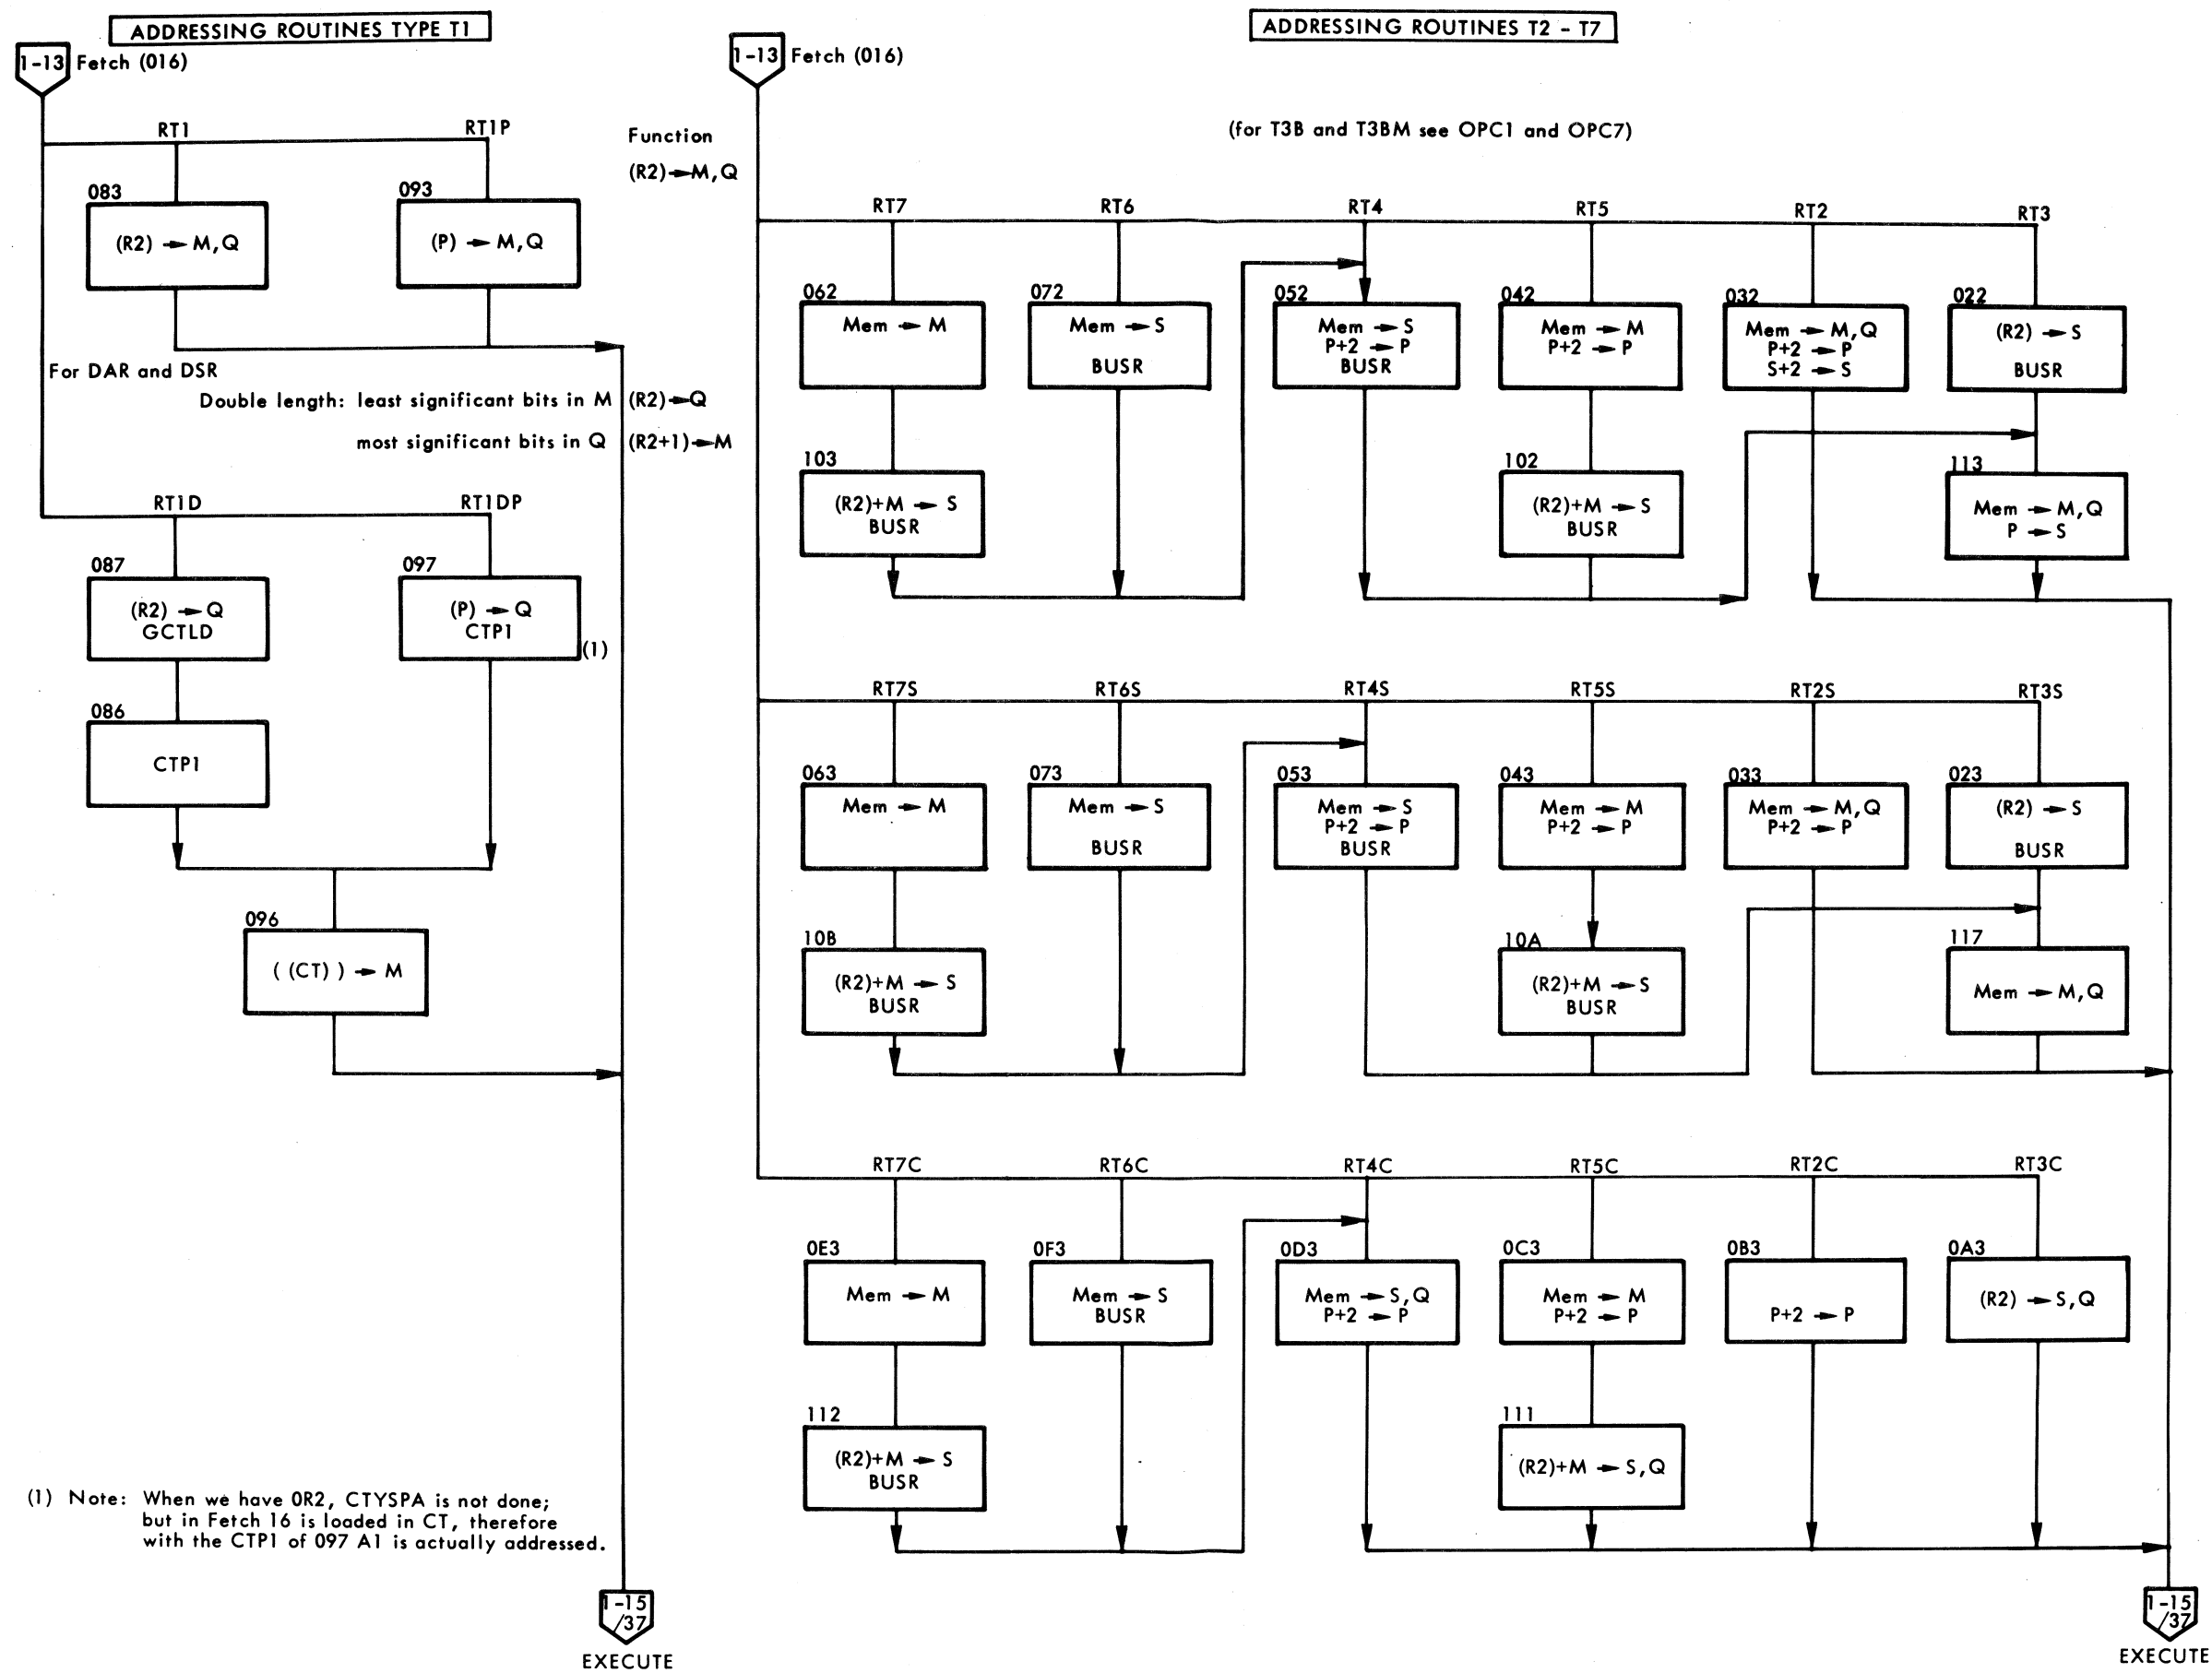 ADDRESSING ROUTINES TYPE T1
1-13 Fetch (016)
RT1
RT1P
Function
(R2)→M,Q
083
(R2) → M,Q
093
(P) → M,Q
For DAR and DSR
Double length: least significant bits in M (R2)→Q
most significant bits in Q (R2+1)→M
RT1D
RT1DP
087
(R2) → Q
GCTLD
097
(P) → Q
CTP1
(1)
086
CTP1
096
( (CT) ) → M
(1) Note: When we have 0R2, CTYSPA is not done;
but in Fetch 16 is loaded in CT, therefore
with the CTP1 of 097 A1 is actually addressed.
1-15
/37
EXECUTE
ADDRESSING ROUTINES T2 - T7
1-13 Fetch (016)
(for T3B and T3BM see OPC1 and OPC7)
RT7
RT6
RT4
RT5
RT2
RT3
062
Mem → M
072
Mem → S
BUSR
052
Mem → S
P+2 → P
BUSR
042
Mem → M
P+2 → P
032
Mem → M,Q
P+2 → P
S+2 → S
022
(R2) → S
BUSR
103
(R2)+M → S
BUSR
102
(R2)+M → S
BUSR
113
Mem → M,Q
P → S
RT7S
RT6S
RT4S
RT5S
RT2S
RT3S
063
Mem → M
073
Mem → S
BUSR
053
Mem → S
P+2 → P
BUSR
043
Mem → M
P+2 → P
033
Mem → M,Q
P+2 → P
023
(R2) → S
BUSR
10B
(R2)+M → S
BUSR
10A
(R2)+M → S
BUSR
117
Mem → M,Q
RT7C
RT6C
RT4C
RT5C
RT2C
RT3C
0E3
Mem → M
0F3
Mem → S
BUSR
0D3
Mem → S,Q
P+2 → P
0C3
Mem → M
P+2 → P
0B3
P+2 → P
0A3
(R2) → S,Q
112
(R2)+M → S
BUSR
111
(R2)+M → S,Q
1-15
/37
EXECUTE